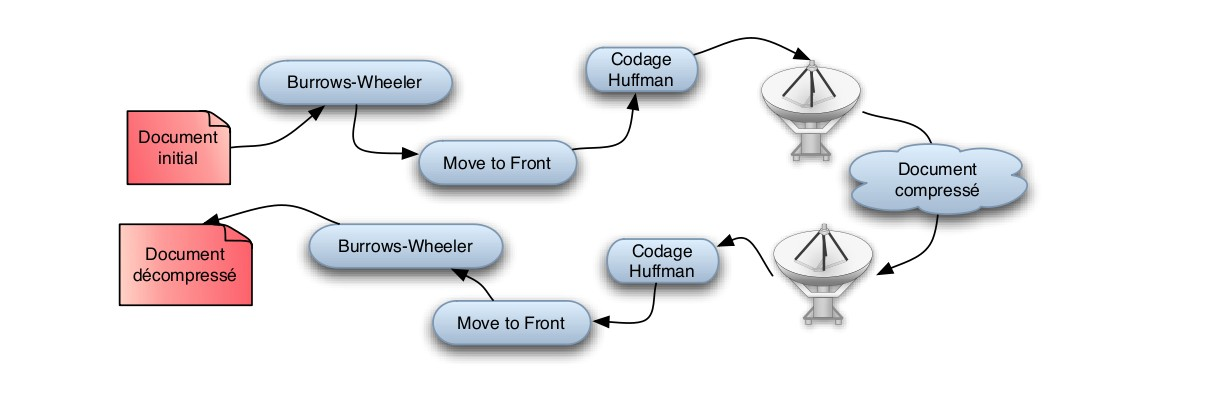 Document
initial
Burrows-Wheeler
Move to Front
Codage
Huffman
Document
compressé
Codage
Huffman
Move to Front
Burrows-Wheeler
Document
décompressé